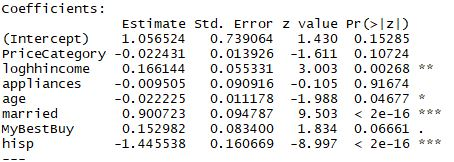 Coefficients:
              Estimate Std. Error z value Pr(>|z|)
(Intercept)   1.056524   0.739064   1.430  0.15285
PriceCategory -0.022431   0.013926  -1.611  0.10724
loghhincome   0.166144   0.055331   3.003  0.00268 **
appliances   -0.009505   0.090916  -0.105  0.91674
age          -0.022225   0.011178  -1.988  0.04677 *
married       0.900723   0.094787   9.503  < 2e-16 ***
MyBestBuy     0.152982   0.083400   1.834  0.06661 .
hisp         -1.445538   0.160669  -8.997  < 2e-16 ***
---